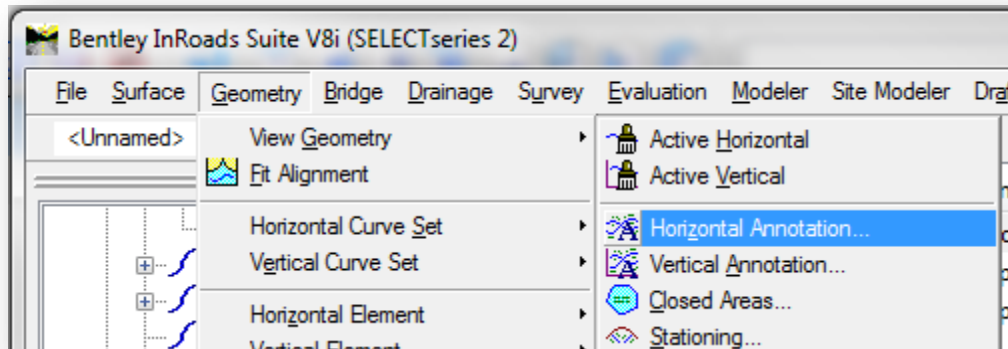 Bentley InRoads Suite V8i (SELECTseries 2)
File Surface Geometry Bridge Drainage Survey Evaluation Modeler Site Modeler
<Unnamed> View Geometry Active Horizontal
Fit Alignment Active Vertical
Horizontal Curve Set Horizontal Annotation...
Vertical Curve Set Vertical Annotation...
Closed Areas...
Horizontal Element
Vertical Element Stationing...